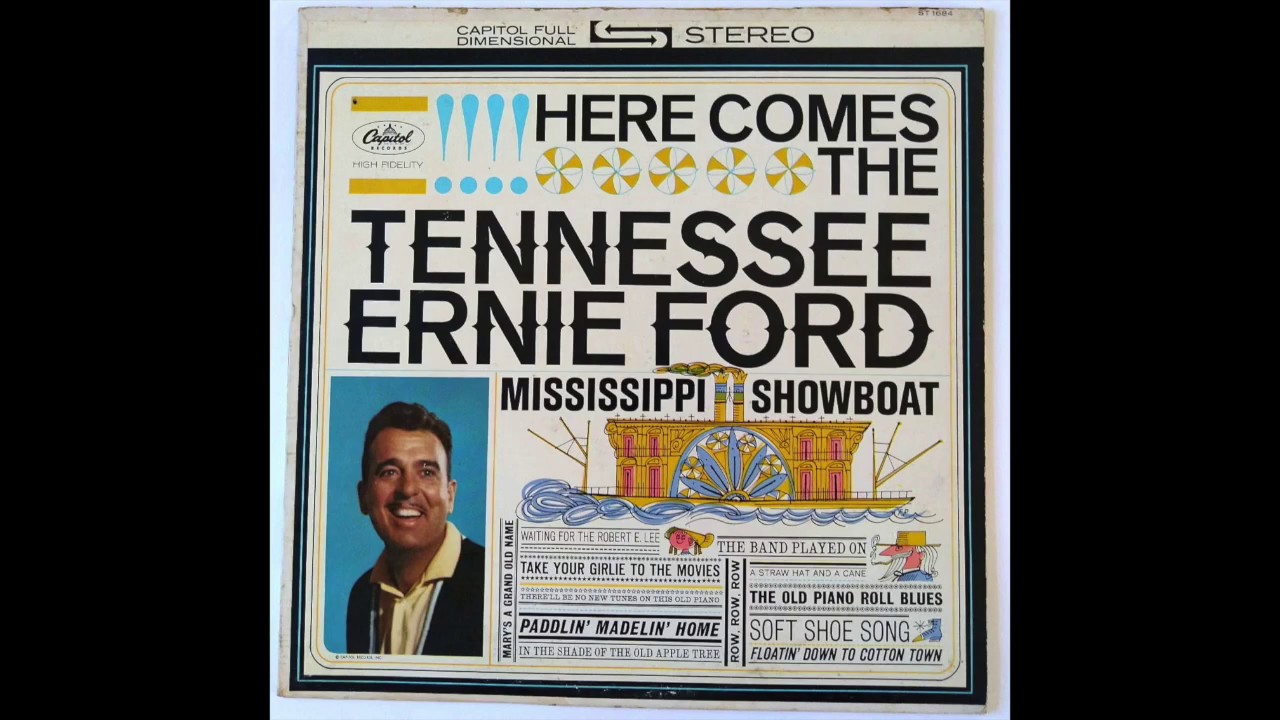 ST 1684
CAPITOL FULL
DIMENSIONAL
STEREO
Capitol
RECORDS
HIGH FIDELITY
!!!! HERE COMES
THE
TENNESSEE
ERNIE FORD
MISSISSIPPI SHOWBOAT
MARY'S A GRAND OLD NAME
WAITING FOR THE ROBERT E. LEE
TAKE YOUR GIRLIE TO THE MOVIES
THERE'LL BE NO NEW TUNES ON THIS OLD PIANO
PADDLIN' MADELIN' HOME
IN THE SHADE OF THE OLD APPLE TREE
ROW, ROW, ROW
THE BAND PLAYED ON
A STRAW HAT AND A CANE
THE OLD PIANO ROLL BLUES
SOFT SHOE SONG
FLOATIN' DOWN TO COTTON TOWN